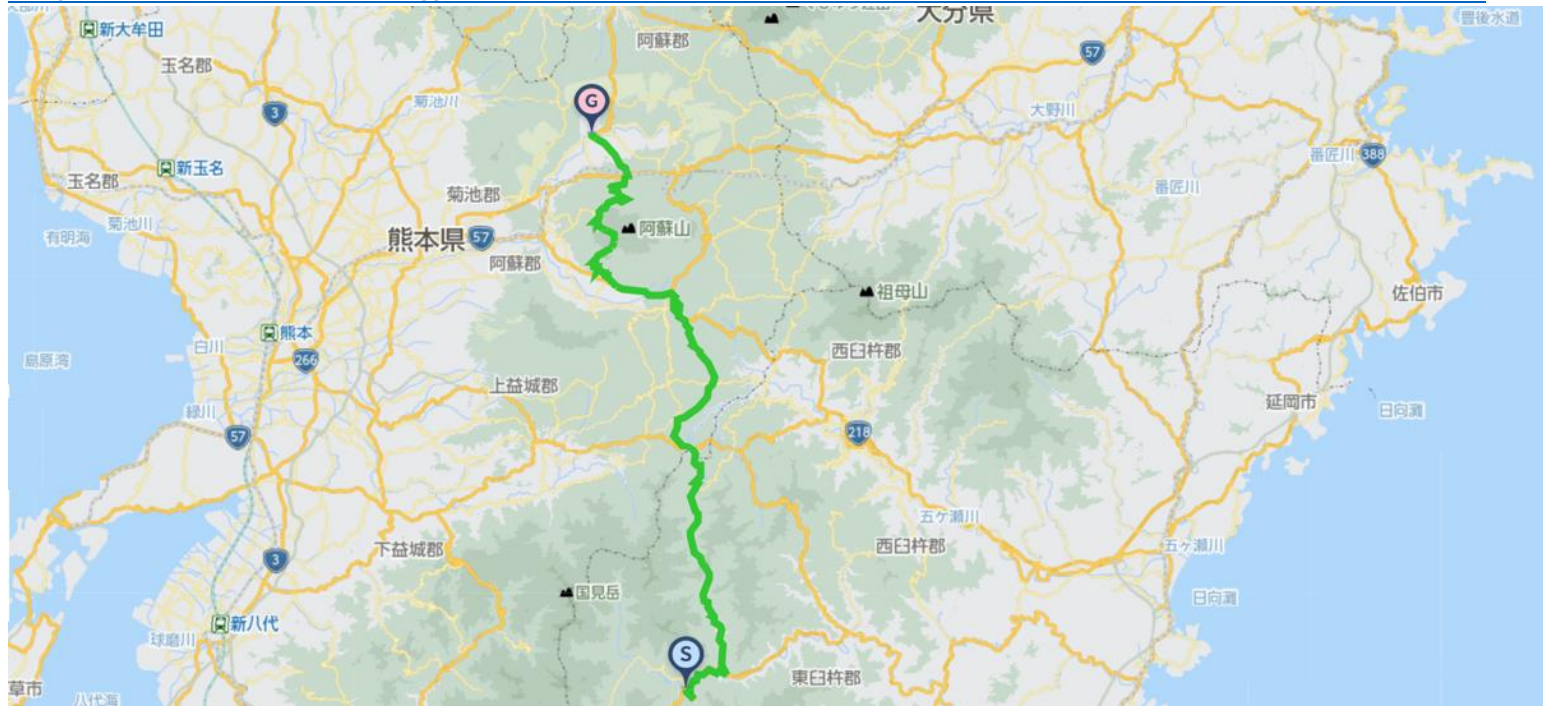 大分県
豊後水道
新大牟田
阿蘇郡
57
玉名郡
G
菊池川
3
大野川
新玉名
番匠川
388
玉名郡
菊池郡
番匠川
菊池川
有明海
熊本県
57
阿蘇山
阿蘇郡
祖母山
佐伯市
熊本
白川
島原湾
266
西臼杵郡
上益城郡
延岡市
緑川
日向灘
57
218
五ケ瀬川
下益城郡
西臼杵郡
五ケ瀬川
3
国見岳
日向灘
新八代
球磨川
S
東臼杵郡
草市
八代海